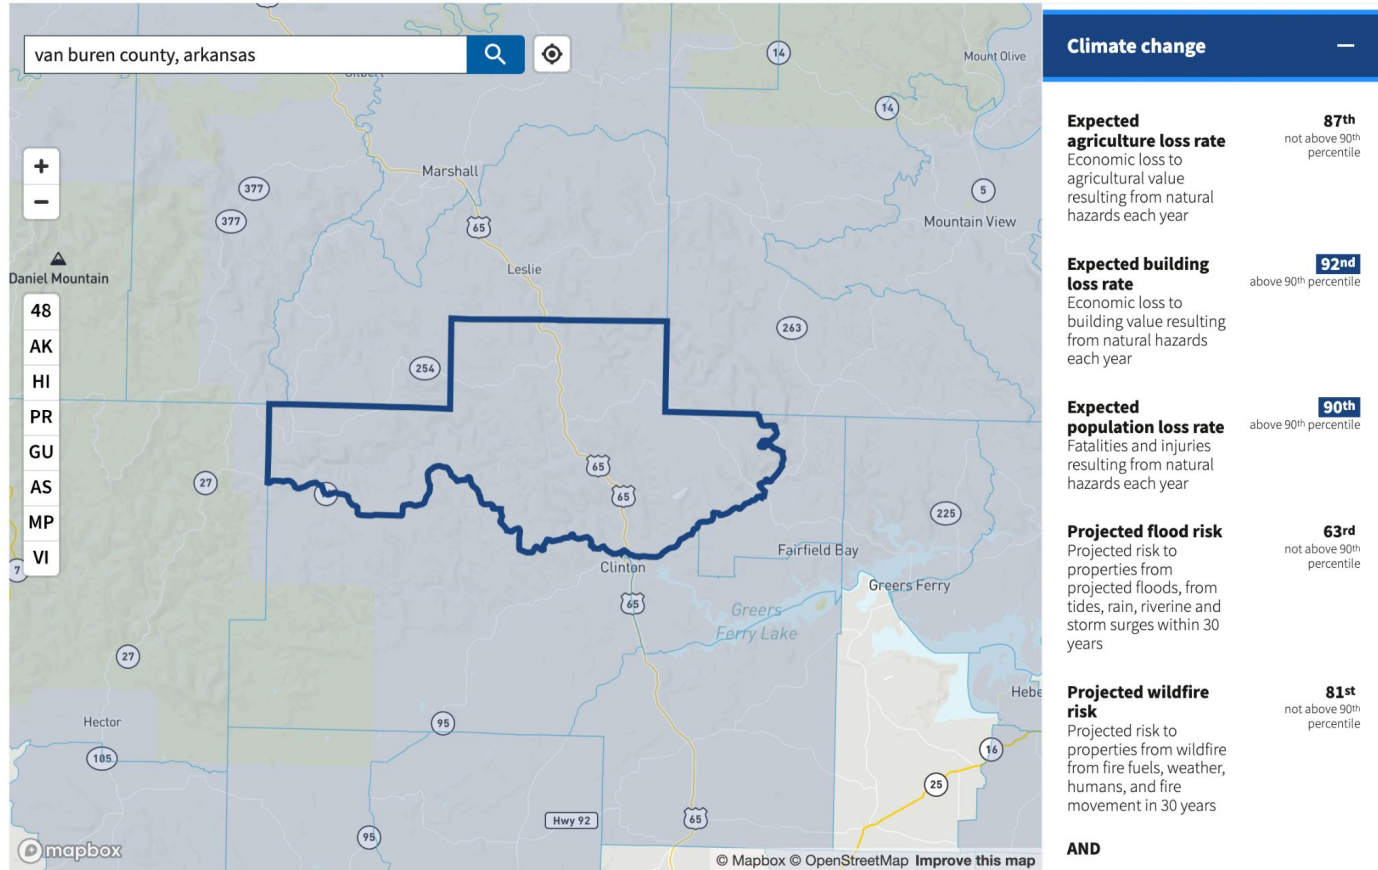 van buren county, arkansas
+
−
48
AK
HI
PR
GU
AS
MP
VI
14
Mount Olive
14
Marshall
377
377
5
65
Mountain View
Daniel Mountain
Leslie
263
254
65
27
65
225
Fairfield Bay
Clinton
7
Greers Ferry
65
Greers
Ferry Lake
27
Hector
95
105
16
25
Hwy 92
65
95
mapbox
© Mapbox © OpenStreetMap Improve this map
Climate change
Expected
agriculture loss rate
87th
Economic loss to
agricultural value
resulting from natural
hazards each year
not above 90th
percentile
Expected building
loss rate
92nd
above 90th percentile
Economic loss to
building value resulting
from natural hazards
each year
Expected
population loss rate
90th
above 90th percentile
Fatalities and injuries
resulting from natural
hazards each year
Projected flood risk
63rd
not above 90th
percentile
Projected risk to
properties from
projected floods, from
tides, rain, riverine and
storm surges within 30
years
Projected wildfire
risk
81st
not above 90th
percentile
Projected risk to
properties from wildfire
from fire fuels, weather,
humans, and fire
movement in 30 years
AND